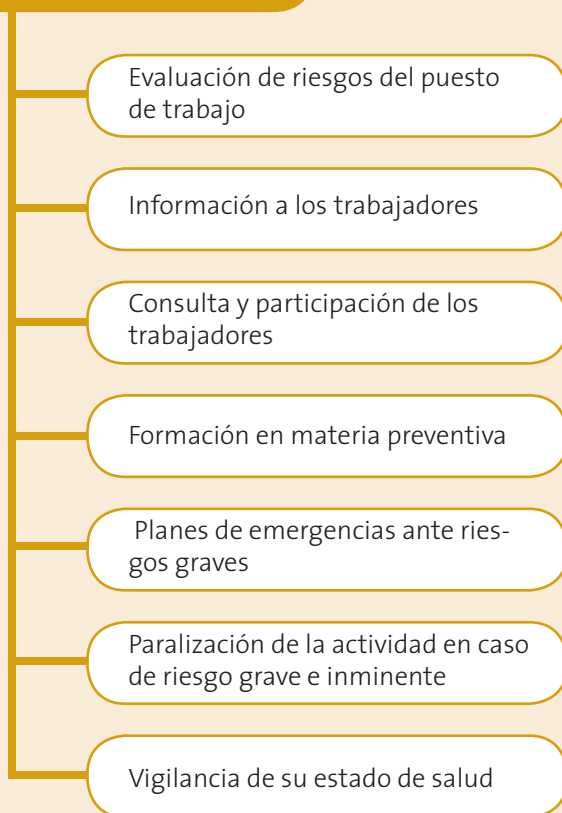 Evaluación de riesgos del puesto
de trabajo
Información a los trabajadores
Consulta y participación de los
trabajadores
Formación en materia preventiva
Planes de emergencias ante ries-
gos graves
Paralización de la actividad en caso
de riesgo grave e inminente
Vigilancia de su estado de salud